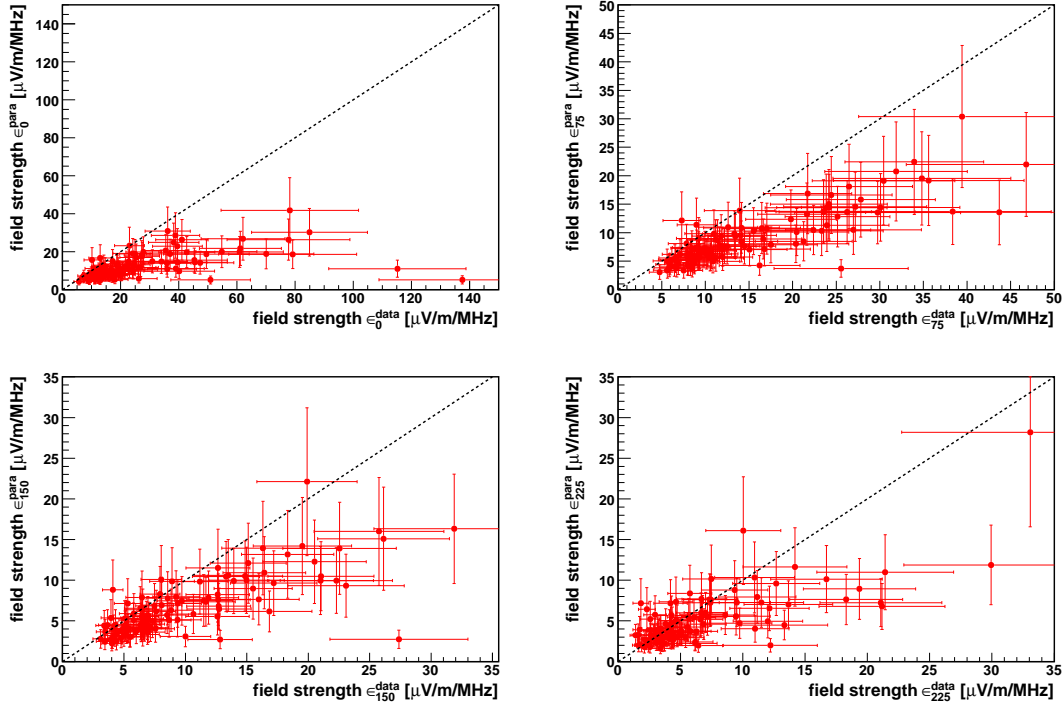 field strength ε₀^para [μV/m/MHz]
140
120
100
80
60
40
20
0
0 20 40 60 80 100 120 140
field strength ε₀^data [μV/m/MHz]
field strength ε₇₅^para [μV/m/MHz]
50
45
40
35
30
25
20
15
10
5
0
0 5 10 15 20 25 30 35 40 45 50
field strength ε₇₅^data [μV/m/MHz]
field strength ε₁₅₀^para [μV/m/MHz]
35
30
25
20
15
10
5
0
0 5 10 15 20 25 30 35
field strength ε₁₅₀^data [μV/m/MHz]
field strength ε₂₂₅^para [μV/m/MHz]
35
30
25
20
15
10
5
0
0 5 10 15 20 25 30 35
field strength ε₂₂₅^data [μV/m/MHz]